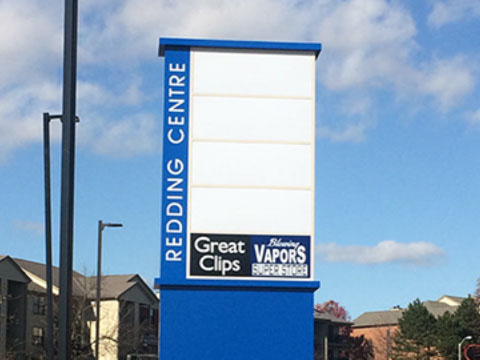 REDDING CENTRE
Great
Clips
Blowing
VAPORS
SUPER STORE